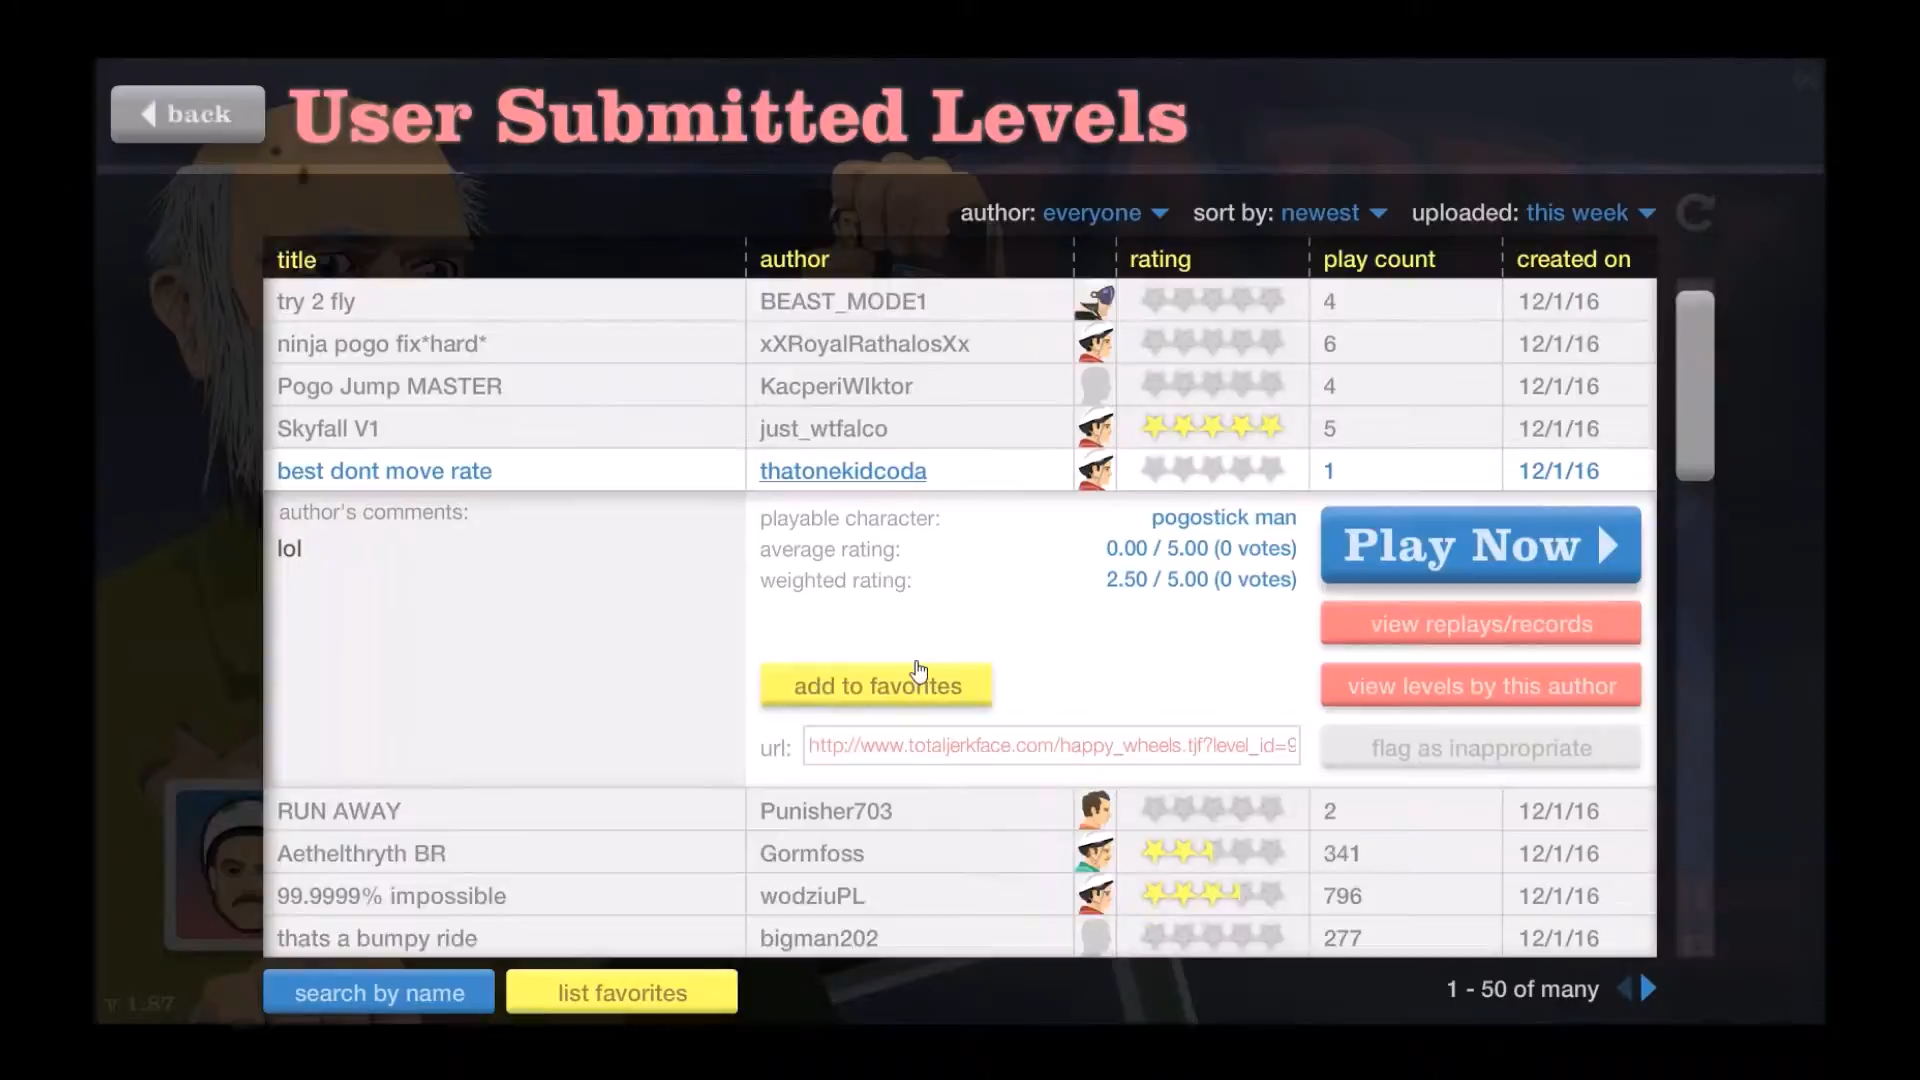 back
User Submitted Levels
author: everyone sort by: newest uploaded: this week
title author rating play count created on
try 2 fly BEAST_MODE1 4 12/1/16
ninja pogo fix*hard* xXRoyalRathalosXx 6 12/1/16
Pogo Jump MASTER KacperiWIktor 4 12/1/16
Skyfall V1 just_wtfalco 5 12/1/16
best dont move rate thatonekidcoda 1 12/1/16
author's comments:
lol
playable character: pogostick man
average rating: 0.00 / 5.00 (0 votes)
weighted rating: 2.50 / 5.00 (0 votes)
add to favorites
url: http://www.totaljerkface.com/happy_wheels.tjf?level_id=9
Play Now
view replays/records
view levels by this author
flag as inappropriate
RUN AWAY Punisher703 2 12/1/16
Aethelthryth BR Gormfoss 341 12/1/16
99.9999% impossible wodziuPL 796 12/1/16
thats a bumpy ride bigman202 277 12/1/16
search by name list favorites 1 - 50 of many
v 1.87